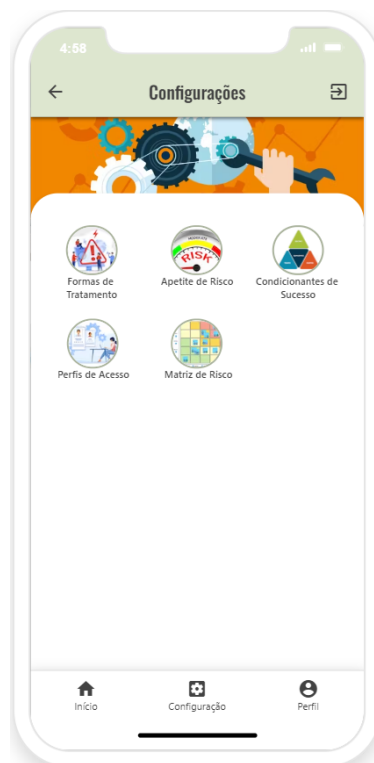 4:58
Configurações
RISK
Formas de
Tratamento
Apetite de Risco
Condicionantes de
Sucesso
Perfis de Acesso
Matriz de Risco
Início
Configuração
Perfil